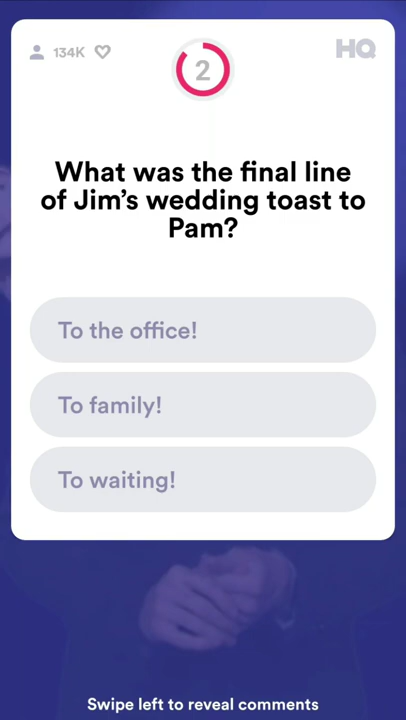 134K
2
HQ
What was the final line
of Jim’s wedding toast to
Pam?
To the office!
To family!
To waiting!
Swipe left to reveal comments